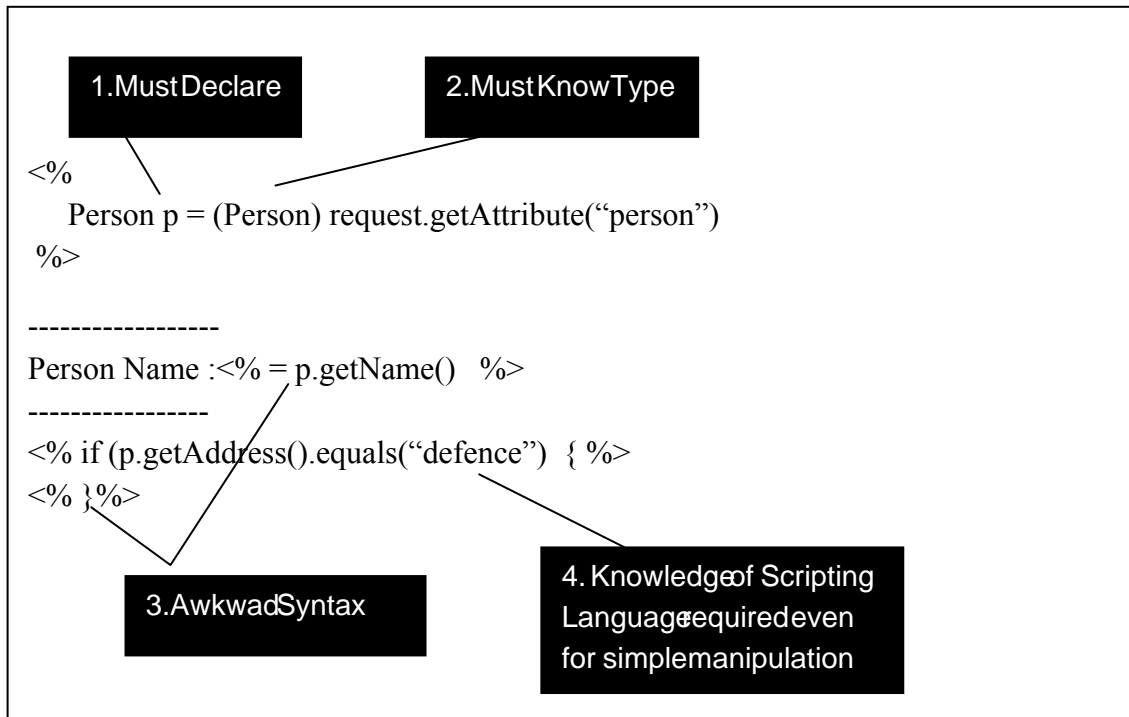 1.MustDeclare
2.MustKnowType
<%
Person p = (Person) request.getAttribute(“person”)
%>
------------------
Person Name :<% = p.getName() %>
-----------------
<% if (p.getAddress().equals(“defence”) { %>
<% }%>
3.AwkwadSyntax
4. Knowledgeof Scripting
Languagerequiredeven
for simplemanipulation